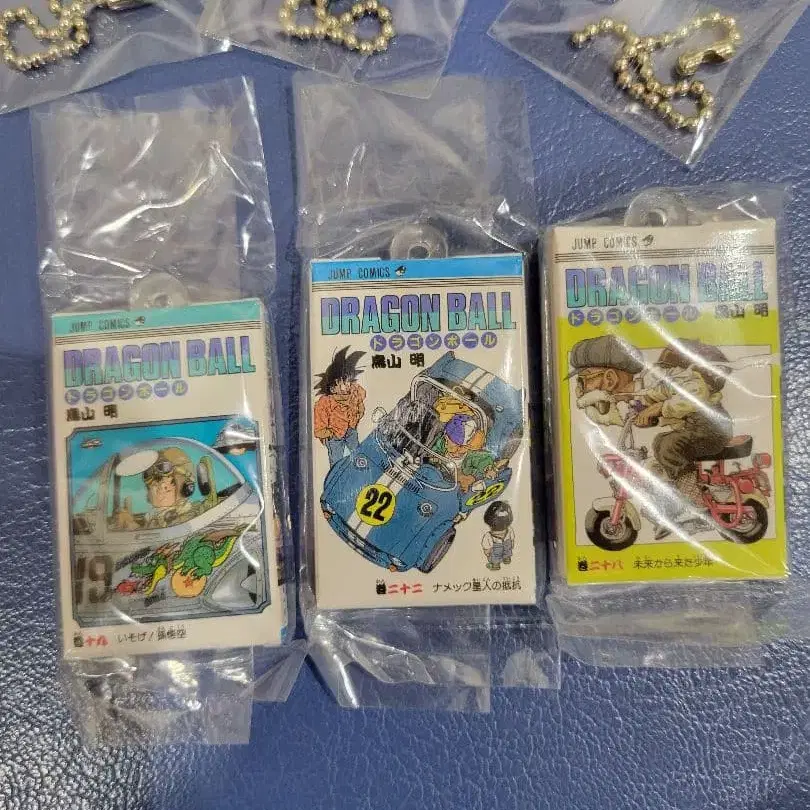 JUMP COMICS
DRAGON BALL
ドラゴンボール
鳥山 明
19
巻十九 いそげ! 孫悟空
JUMP COMICS
DRAGON BALL
ドラゴンボール
鳥山 明
22
巻二十二 ナメック星人の抵抗
JUMP COMICS
DRAGON BALL
ドラゴンボール 鳥山 明
巻二十八 未来から来た少年